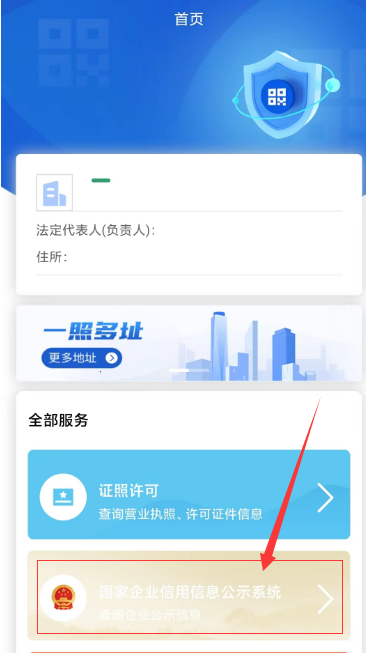 首页
法定代表人(负责人)：
住所：
一照多址
更多地址
全部服务
证照许可
查询营业执照、许可证件信息
国家企业信用信息公示系统
查询企业公示信息